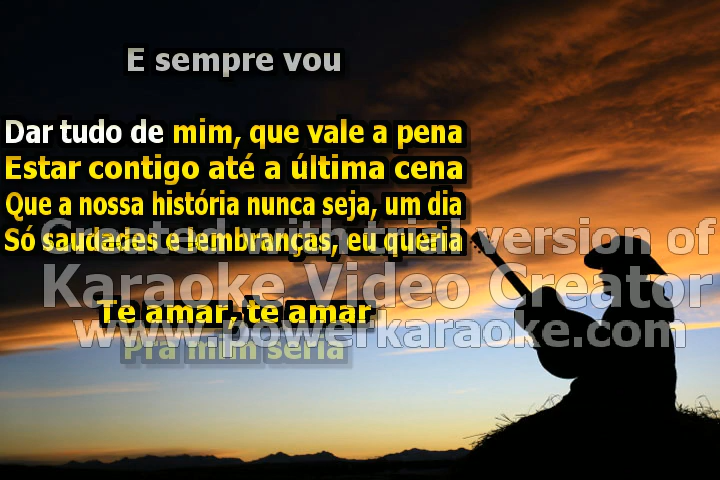 E sempre vou
Dar tudo de mim, que vale a pena
Estar contigo até a última cena
Que a nossa história nunca seja, um dia
Só saudades e lembranças, eu queria
Created with trial version of
Karaoke Video Creator
Te amar, te amar
www.powerkaraoke.com
Pra mim seria